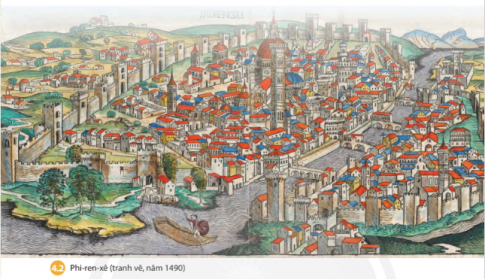 4.2 Phi-ren-xê (tranh vẽ, năm 1490)